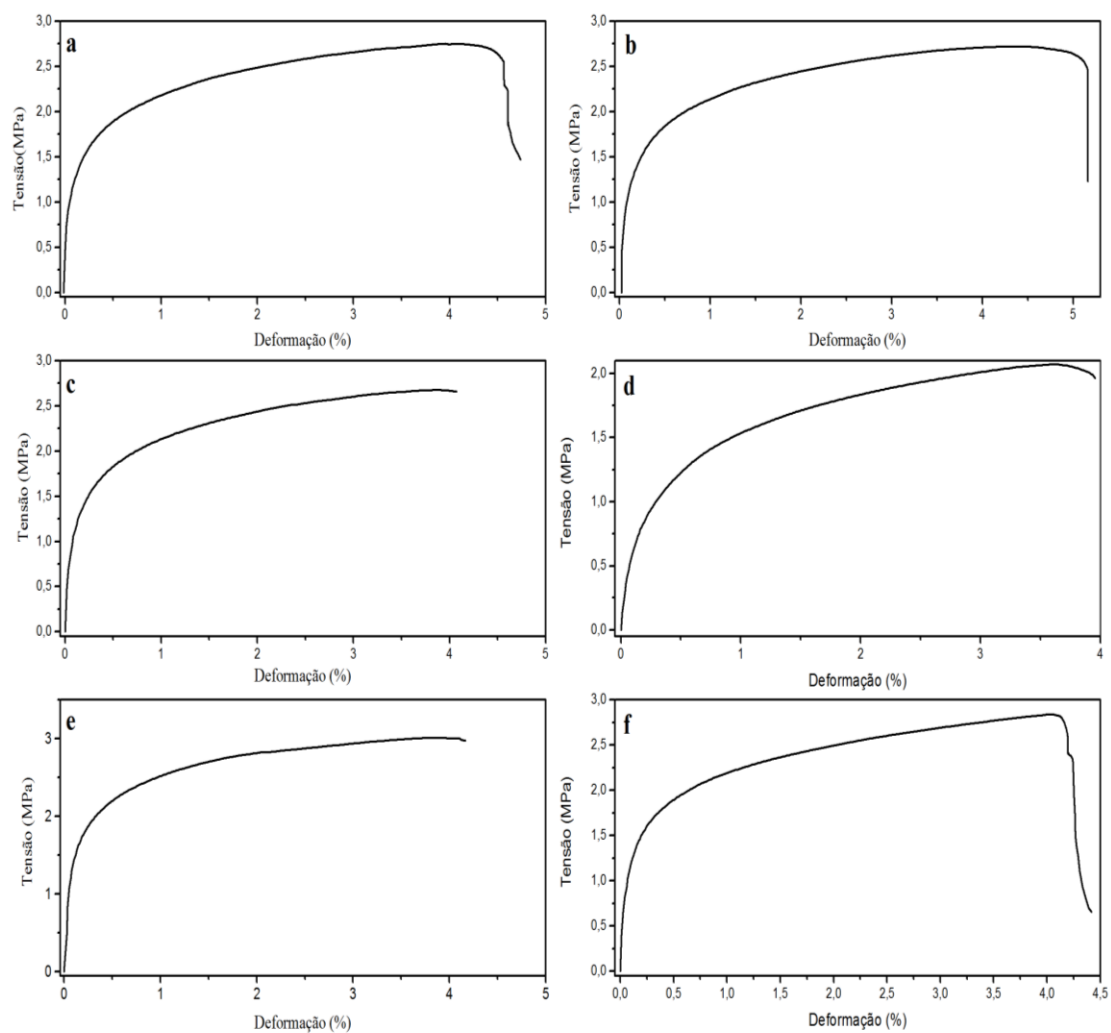 a
Tensão(MPa)
3,0
2,5
2,0
1,5
1,0
0,5
0,0
0 1 2 3 4 5
Deformação (%)
b
Tensão (MPa)
3,0
2,5
2,0
1,5
1,0
0,5
0,0
0 1 2 3 4 5
Deformação (%)
c
Tensão (MPa)
3,0
2,5
2,0
1,5
1,0
0,5
0,0
0 1 2 3 4 5
Deformação (%)
d
Tensão (MPa)
2,0
1,5
1,0
0,5
0,0
0 1 2 3 4
Deformação (%)
e
Tensão (MPa)
3
2
1
0
0 1 2 3 4 5
Deformação (%)
f
Tensão (MPa)
3,0
2,5
2,0
1,5
1,0
0,5
0,0
0,0 0,5 1,0 1,5 2,0 2,5 3,0 3,5 4,0 4,5
Deformação (%)